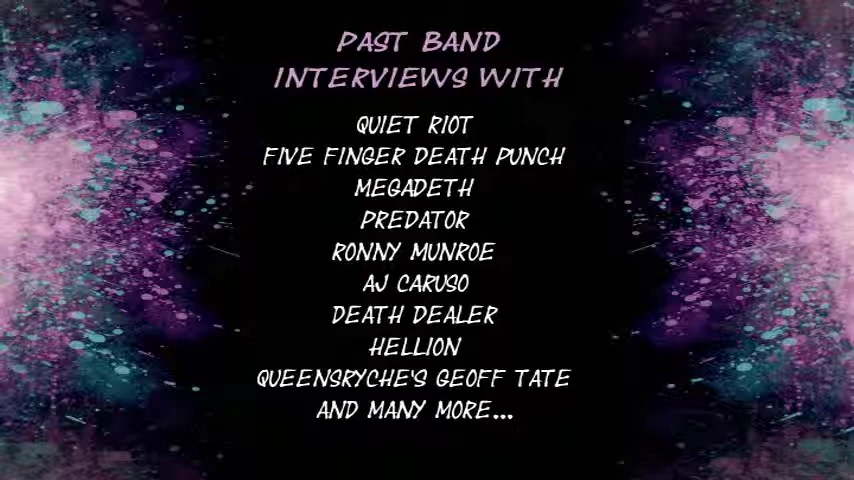 PAST BAND
INTERVIEWS WITH
QUIET RIOT
FIVE FINGER DEATH PUNCH
MEGADETH
PREDATOR
RONNY MUNROE
AJ CARUSO
DEATH DEALER
HELLION
QUEENSRYCHE'S GEOFF TATE
AND MANY MORE...